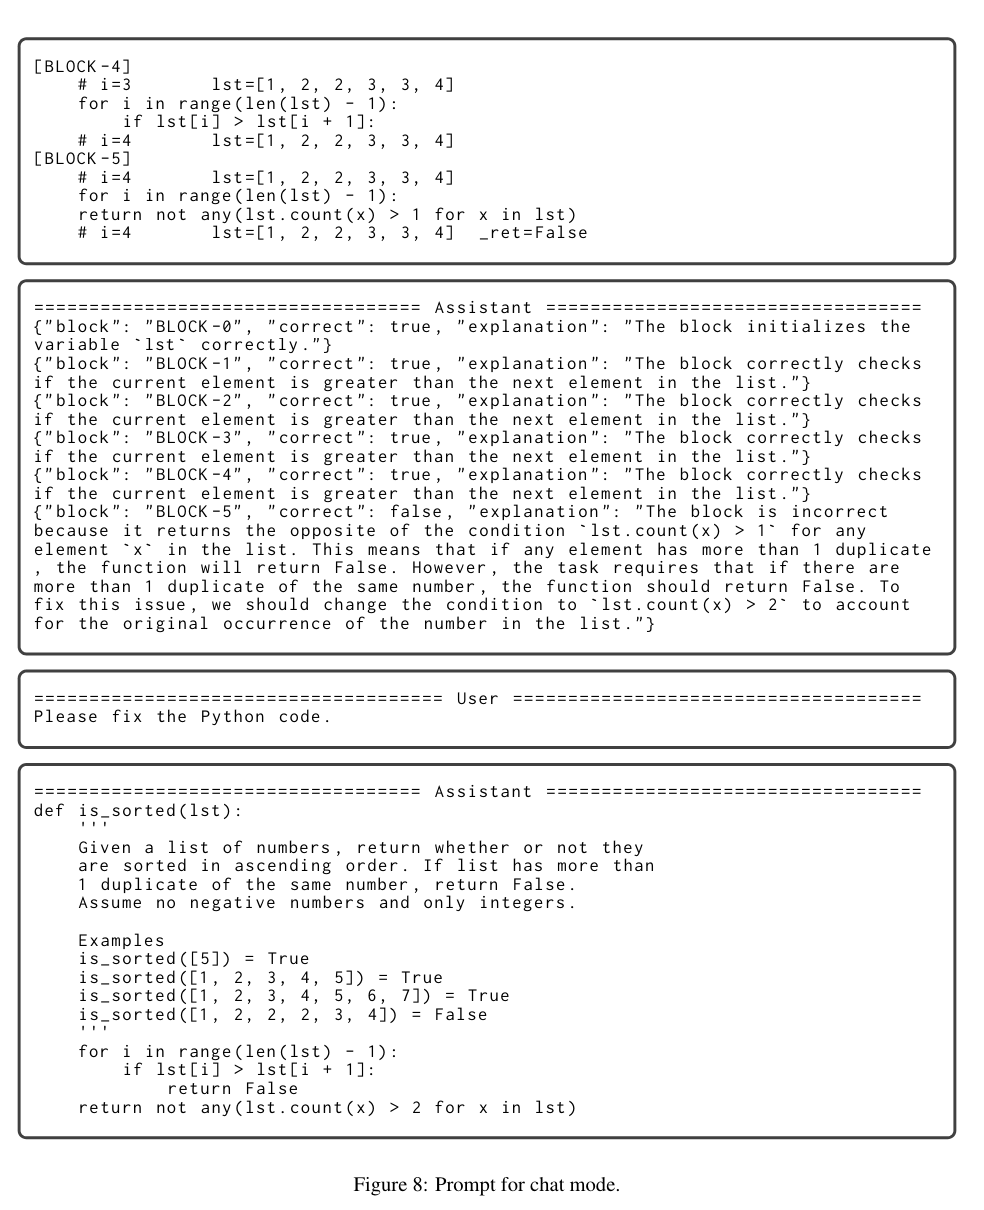 [BLOCK-4]
    # i=3       lst=[1, 2, 2, 3, 3, 4]
    for i in range(len(lst) - 1):
        if lst[i] > lst[i + 1]:
    # i=4       lst=[1, 2, 2, 3, 3, 4]
[BLOCK-5]
    # i=4       lst=[1, 2, 2, 3, 3, 4]
    for i in range(len(lst) - 1):
    return not any(lst.count(x) > 1 for x in lst)
    # i=4       lst=[1, 2, 2, 3, 3, 4]  _ret=False
=================================== Assistant ==================================
{"block": "BLOCK-0", "correct": true, "explanation": "The block initializes the
variable `lst` correctly."}
{"block": "BLOCK-1", "correct": true, "explanation": "The block correctly checks
if the current element is greater than the next element in the list."}
{"block": "BLOCK-2", "correct": true, "explanation": "The block correctly checks
if the current element is greater than the next element in the list."}
{"block": "BLOCK-3", "correct": true, "explanation": "The block correctly checks
if the current element is greater than the next element in the list."}
{"block": "BLOCK-4", "correct": true, "explanation": "The block correctly checks
if the current element is greater than the next element in the list."}
{"block": "BLOCK-5", "correct": false, "explanation": "The block is incorrect
because it returns the opposite of the condition `lst.count(x) > 1` for any
element `x` in the list. This means that if any element has more than 1 duplicate
, the function will return False. However, the task requires that if there are
more than 1 duplicate of the same number, the function should return False. To
fix this issue, we should change the condition to `lst.count(x) > 2` to account
for the original occurrence of the number in the list."}
===================================== User =====================================
Please fix the Python code.
=================================== Assistant ==================================
def is_sorted(lst):
    '''
    Given a list of numbers, return whether or not they
    are sorted in ascending order. If list has more than
    1 duplicate of the same number, return False.
    Assume no negative numbers and only integers.

    Examples
    is_sorted([5]) = True
    is_sorted([1, 2, 3, 4, 5]) = True
    is_sorted([1, 2, 3, 4, 5, 6, 7]) = True
    is_sorted([1, 2, 2, 2, 3, 4]) = False
    '''
    for i in range(len(lst) - 1):
        if lst[i] > lst[i + 1]:
            return False
    return not any(lst.count(x) > 2 for x in lst)
Figure 8: Prompt for chat mode.